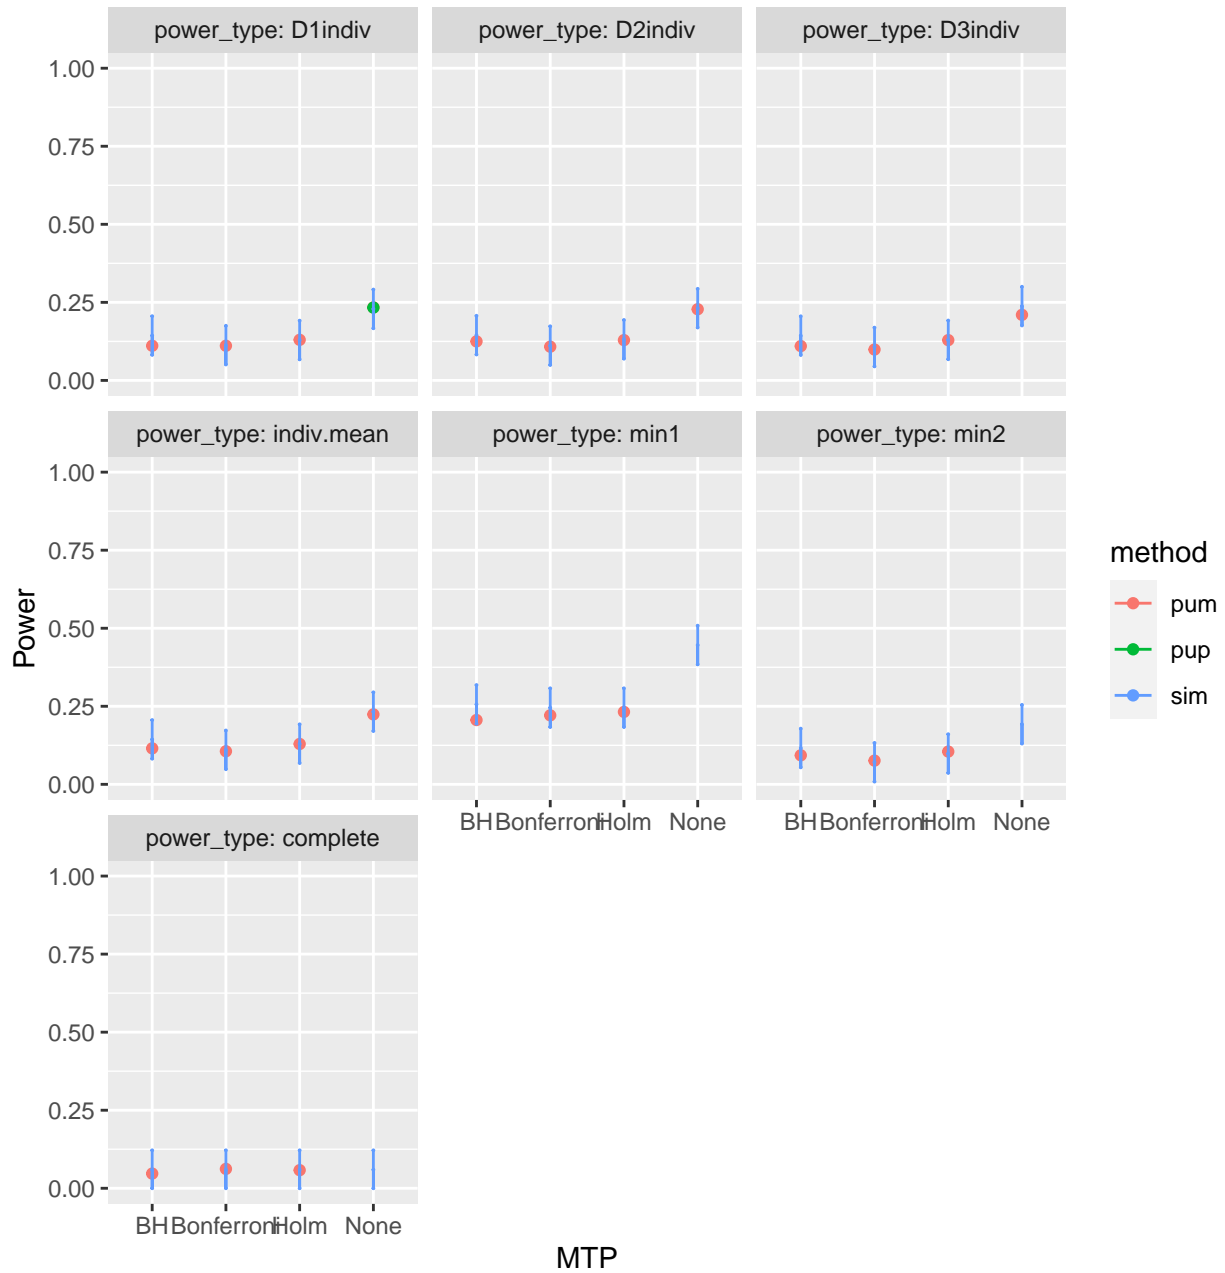 power_type: D1indiv
power_type: D2indiv
power_type: D3indiv
1.00
0.75
0.50
0.25
0.00
power_type: indiv.mean
power_type: min1
power_type: min2
1.00
0.75
0.50
0.25
0.00
BH Bonferroni Holm None
BH Bonferroni Holm None
power_type: complete
1.00
0.75
0.50
0.25
0.00
BH Bonferroni Holm None
MTP
Power
method
pum
pup
sim